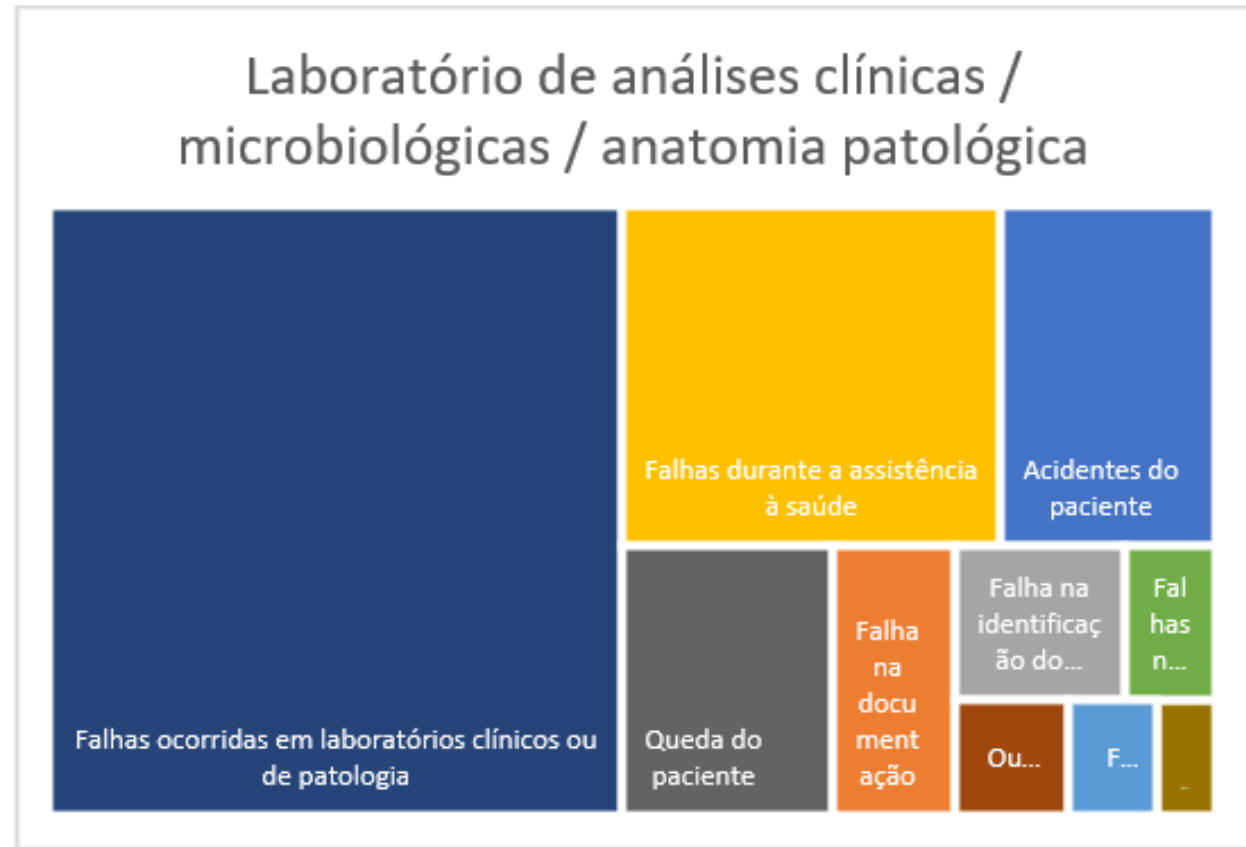 Laboratório de análises clínicas /
microbiológicas / anatomia patológica
Falhas ocorridas em laboratórios clínicos ou
de patologia
Falhas durante a assistência
à saúde
Acidentes do
paciente
Queda do
paciente
Falha
na
docu
ment
ação
Falha na
identificaç
ão do...
Fal
has
n...
Ou...
F...